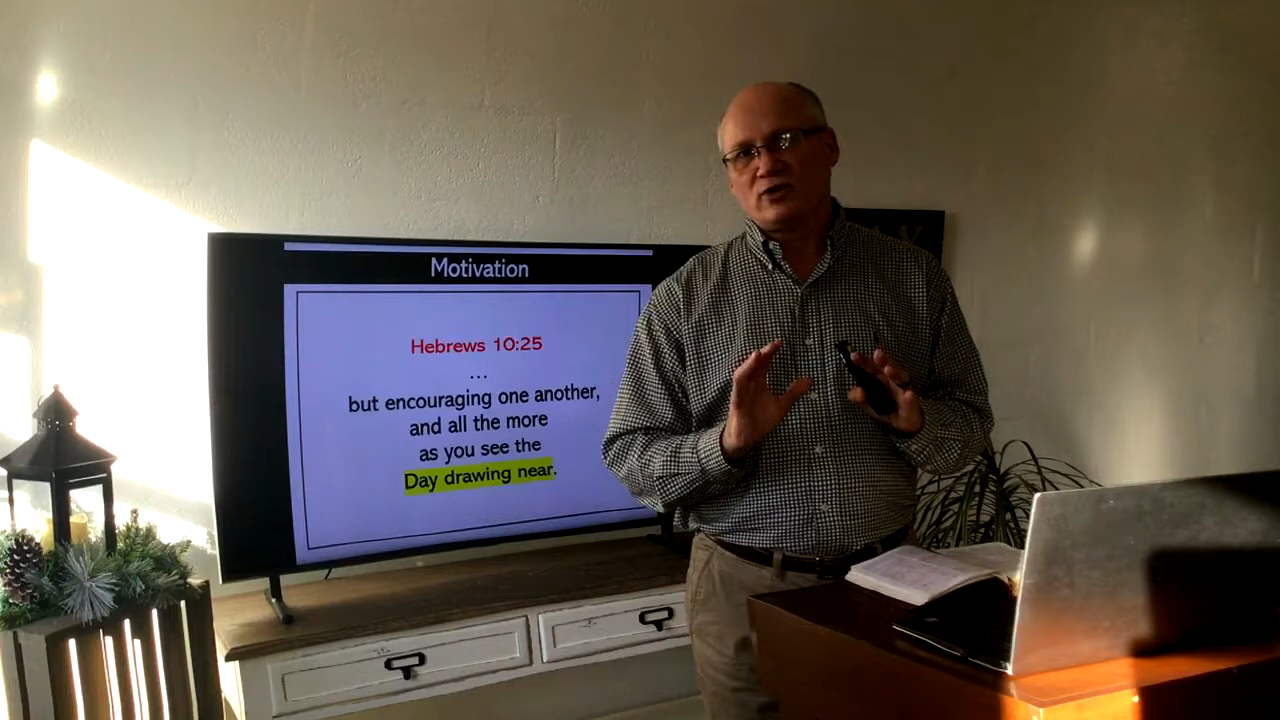 Motivation
Hebrews 10:25
...
but encouraging one another,
and all the more
as you see the
Day drawing near.